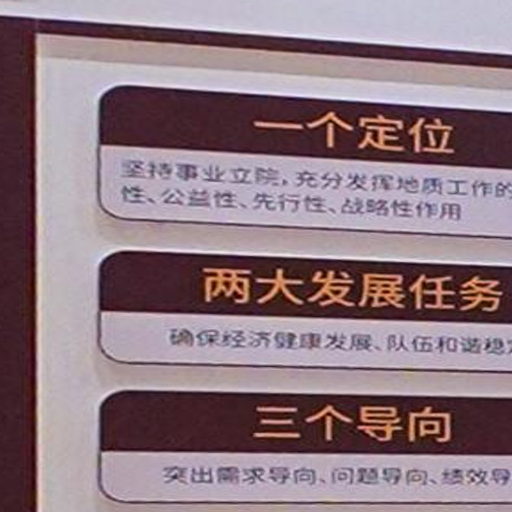 一个定位
坚持事业立院，充分发挥地质工作的
性、公益性、先行性、战略性作用
两大发展任务
确保经济健康发展、队伍和谐稳定
三个导向
突出需求导向、问题导向、绩效导